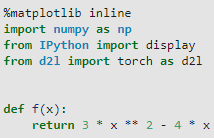 %matplotlib inline
import numpy as np
from IPython import display
from d2l import torch as d2l
def f(x):
    return 3 * x ** 2 - 4 * x